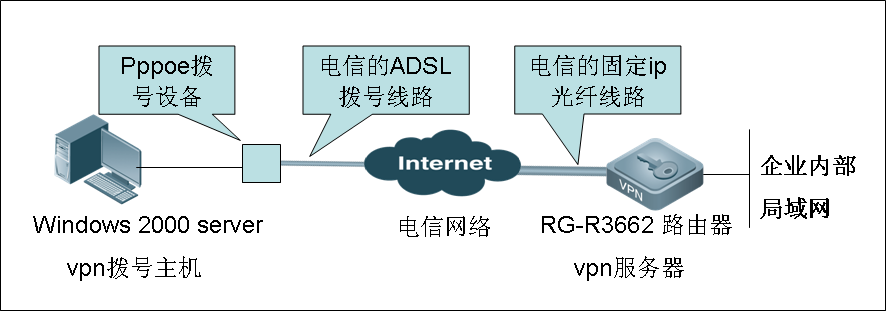 Pppoe拨
号设备
电信的ADSL
拨号线路
电信的固定ip
光纤线路
Internet
VPN
企业内部
局域网
Windows 2000 server
vpn拨号主机
电信网络
RG-R3662 路由器
vpn服务器